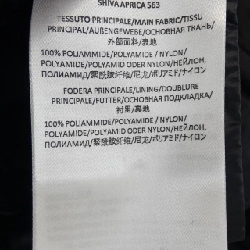 SHIVAAPRICA 563
TESSUTO PRINCIPALE/MAIN FABRIC/TISSU
PRINCIPAL/AUßENGEWEBE/ОСНОВНАЯ ТКАНЬ/
外部面料/表地
100% POLIAMMIDE/POLYAMIDE / NYLON/
POLYAMIDE/POLYAMID ODER NYLON/НЕЙЛОН,
ПОЛИАМИД/聚酰胺纤维/尼龙/ポリアミド/ナイロン
FODERA PRINCIPALE/LINING/DOUBLURE
PRINCIPALE/FUTTER/ОСНОВНАЯ ПОДКЛАДКА/
衬里/裏地
100% POLIAMMIDE/POLYAMIDE / NYLON/
POLYAMIDE/POLYAMID ODER NYLON/НЕЙЛОН,
ПОЛИАМИД/聚酰胺纤维/尼龙/ポリアミド/ナイロン